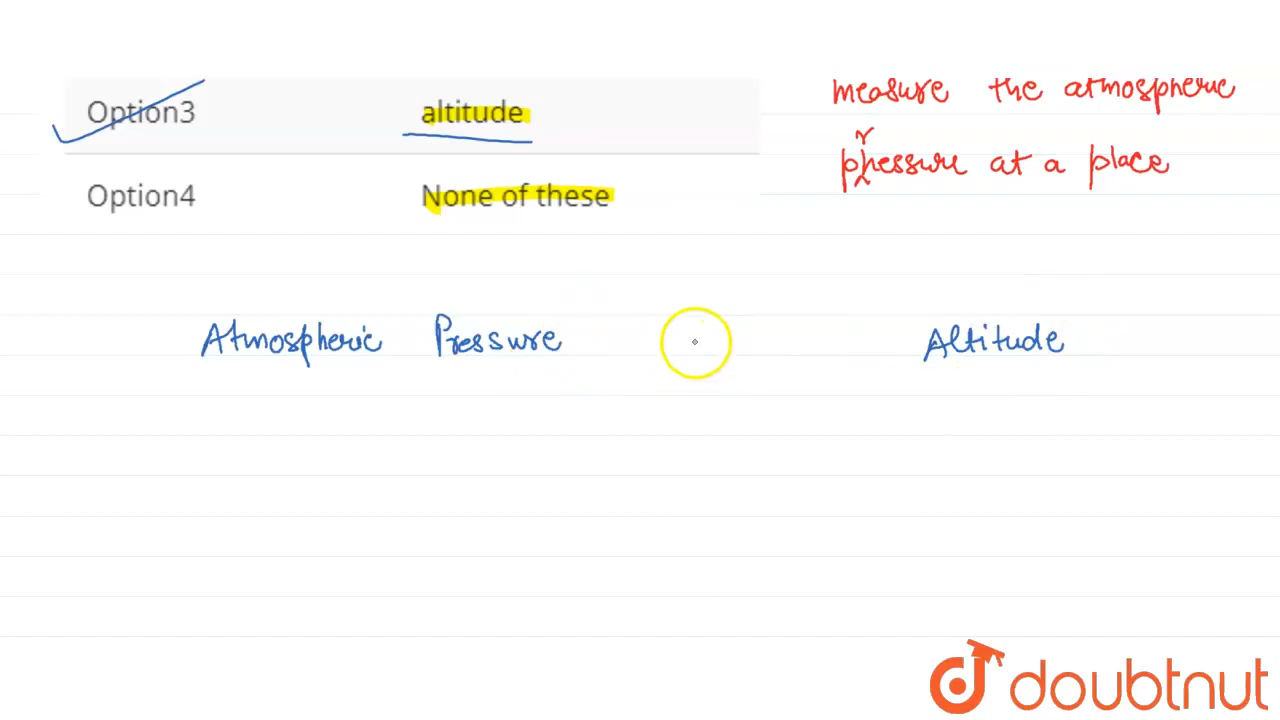 Option3 altitude
measure the atmospheric
r
pressure at a place
Option4 None of these
Atmospheric Pressure Altitude
doubtnut